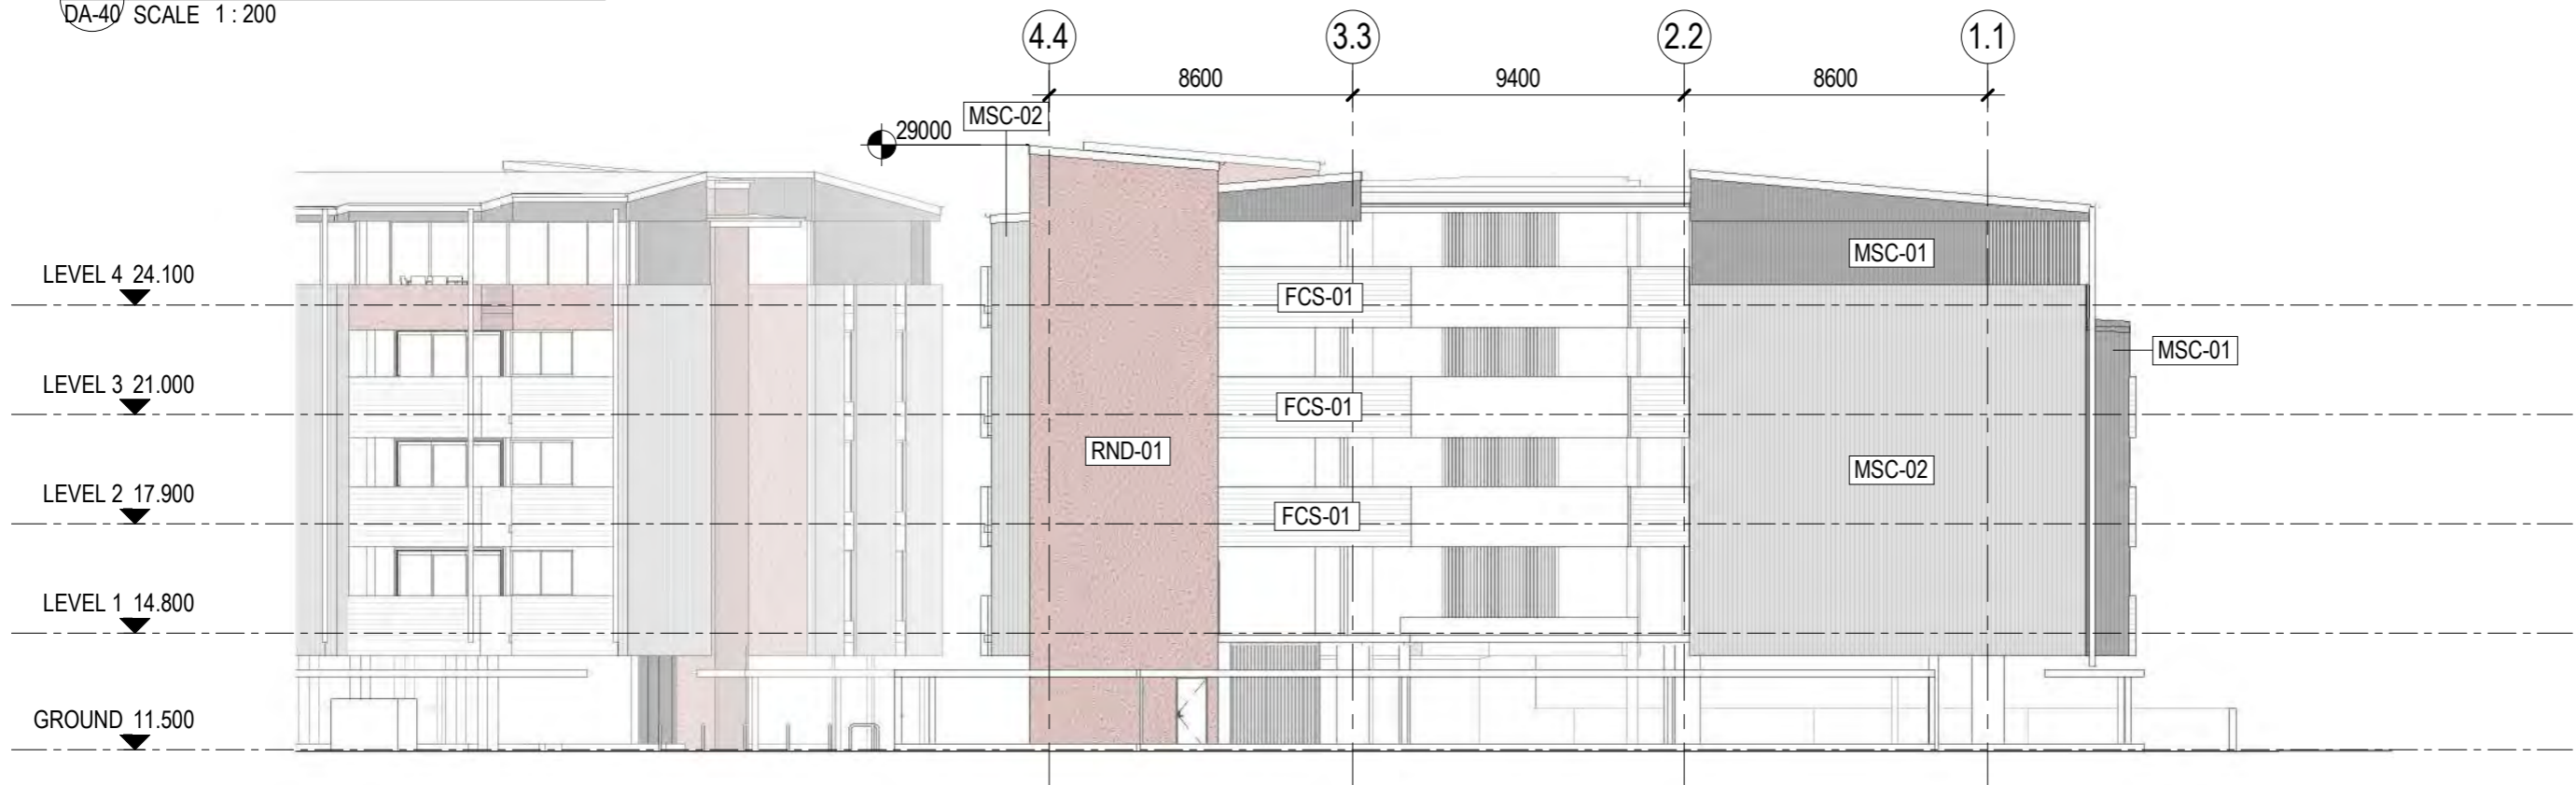 DA-40 SCALE 1 : 200
4.4 3.3 2.2 1.1
8600 9400 8600
MSC-02
29000
MSC-01
LEVEL 4 24.100
FCS-01
MSC-01
LEVEL 3 21.000
FCS-01
RND-01
MSC-02
LEVEL 2 17.900
FCS-01
LEVEL 1 14.800
GROUND 11.500